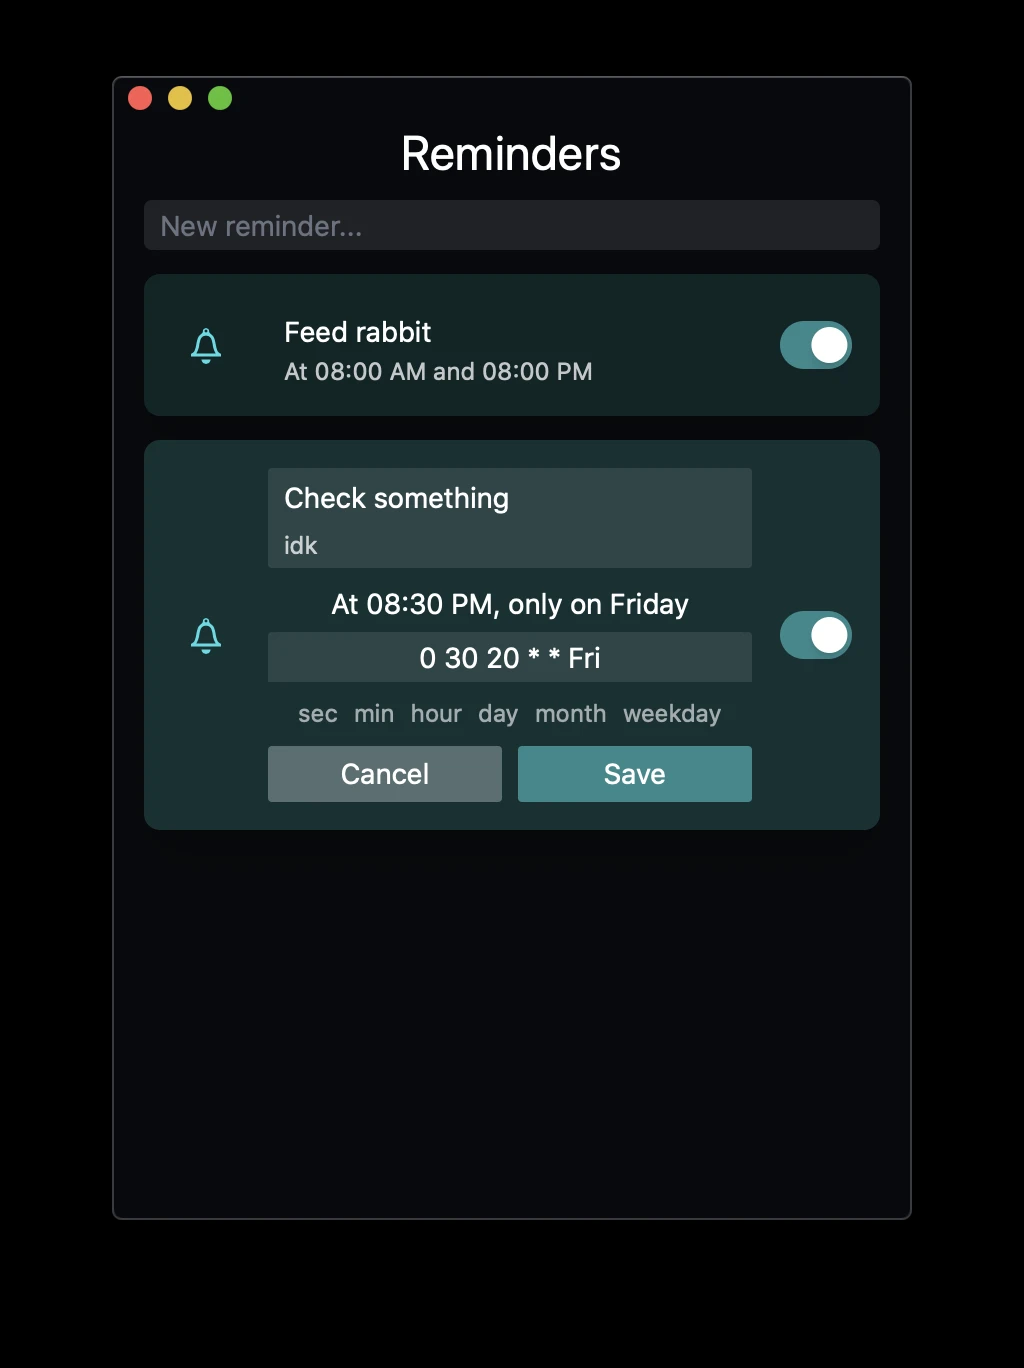 Reminders
New reminder...
Feed rabbit
At 08:00 AM and 08:00 PM
Check something
idk
At 08:30 PM, only on Friday
0 30 20 * * Fri
sec min hour day month weekday
Cancel Save